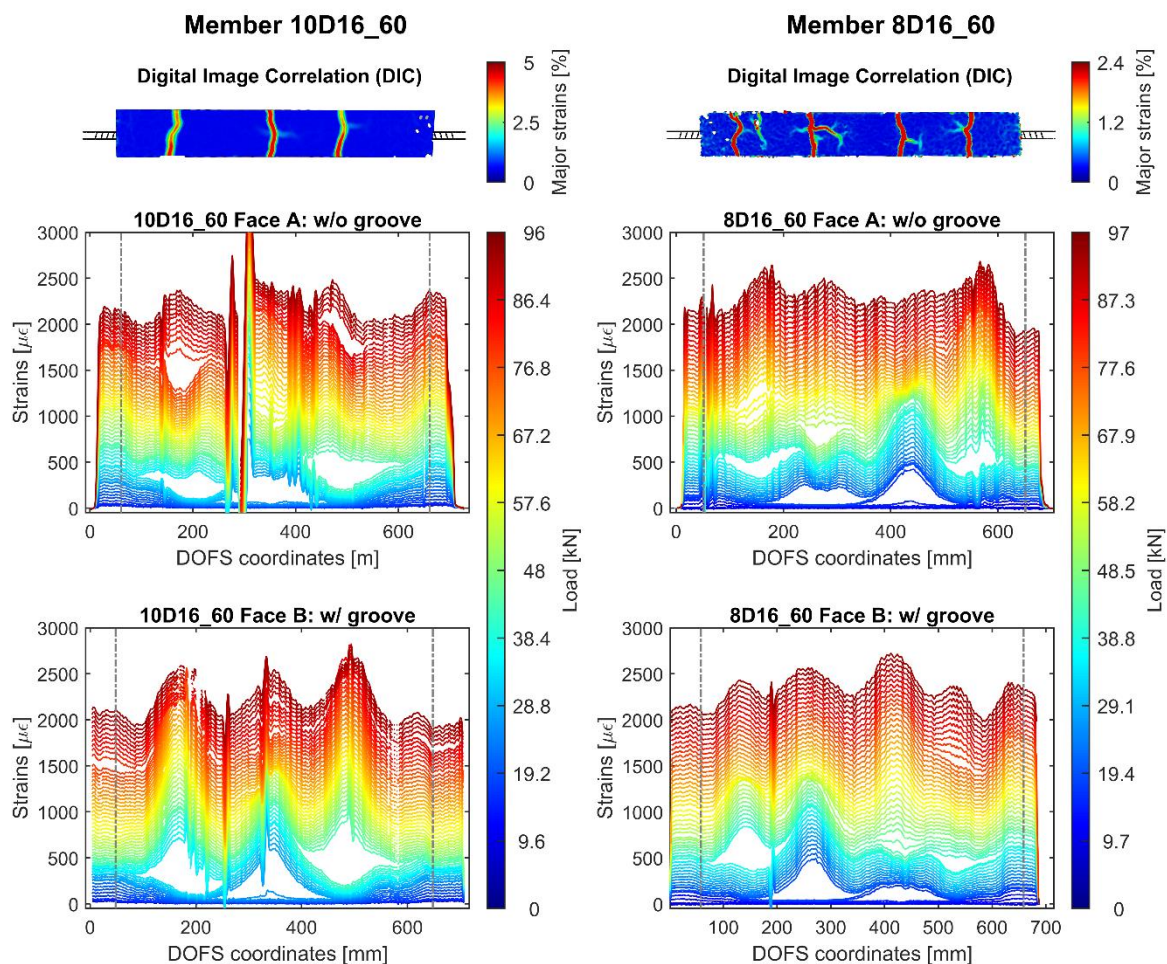 Member 10D16_60
Digital Image Correlation (DIC)
5
2.5
0
Major strains [%]
10D16_60 Face A: w/o groove
3000
2500
2000
1500
1000
500
0
Strains [με]
0 200 400 600
DOFS coordinates [m]
10D16_60 Face B: w/ groove
3000
2500
2000
1500
1000
500
0
Strains [με]
0 200 400 600
DOFS coordinates [mm]
96
86.4
76.8
67.2
57.6
48
38.4
28.8
19.2
9.6
0
Load [kN]
Member 8D16_60
Digital Image Correlation (DIC)
2.4
1.2
0
Major strains [%]
8D16_60 Face A: w/o groove
3000
2500
2000
1500
1000
500
0
Strains [με]
0 200 400 600
DOFS coordinates [mm]
8D16_60 Face B: w/ groove
3000
2500
2000
1500
1000
500
0
Strains [με]
100 200 300 400 500 600 700
DOFS coordinates [mm]
97
87.3
77.6
67.9
58.2
48.5
38.8
29.1
19.4
9.7
0
Load [kN]